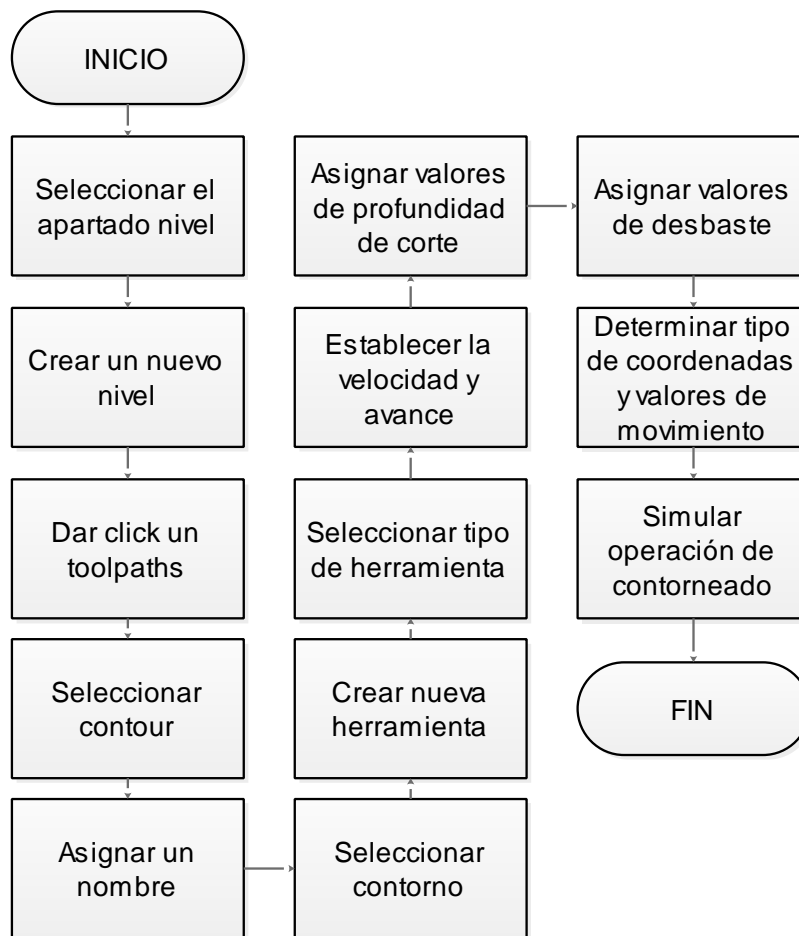 INICIO
Seleccionar el
apartado nivel
Crear un nuevo
nivel
Dar click un
toolpaths
Seleccionar
contour
Asignar un
nombre
Seleccionar
contorno
Crear nueva
herramienta
Seleccionar tipo
de herramienta
Establecer la
velocidad y
avance
Asignar valores
de profundidad
de corte
Asignar valores
de desbaste
Determinar tipo
de coordenadas
y valores de
movimiento
Simular
operación de
contorneado
FIN